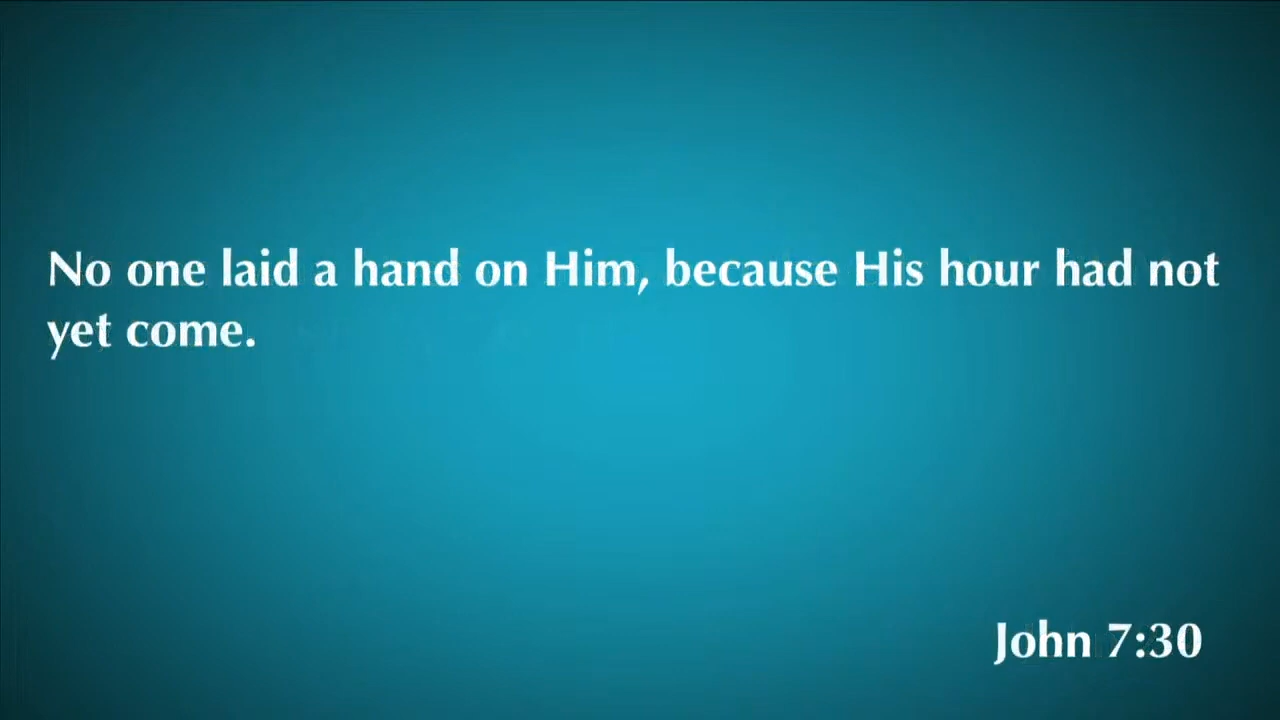 No one laid a hand on Him, because His hour had not
yet come.
John 7:30